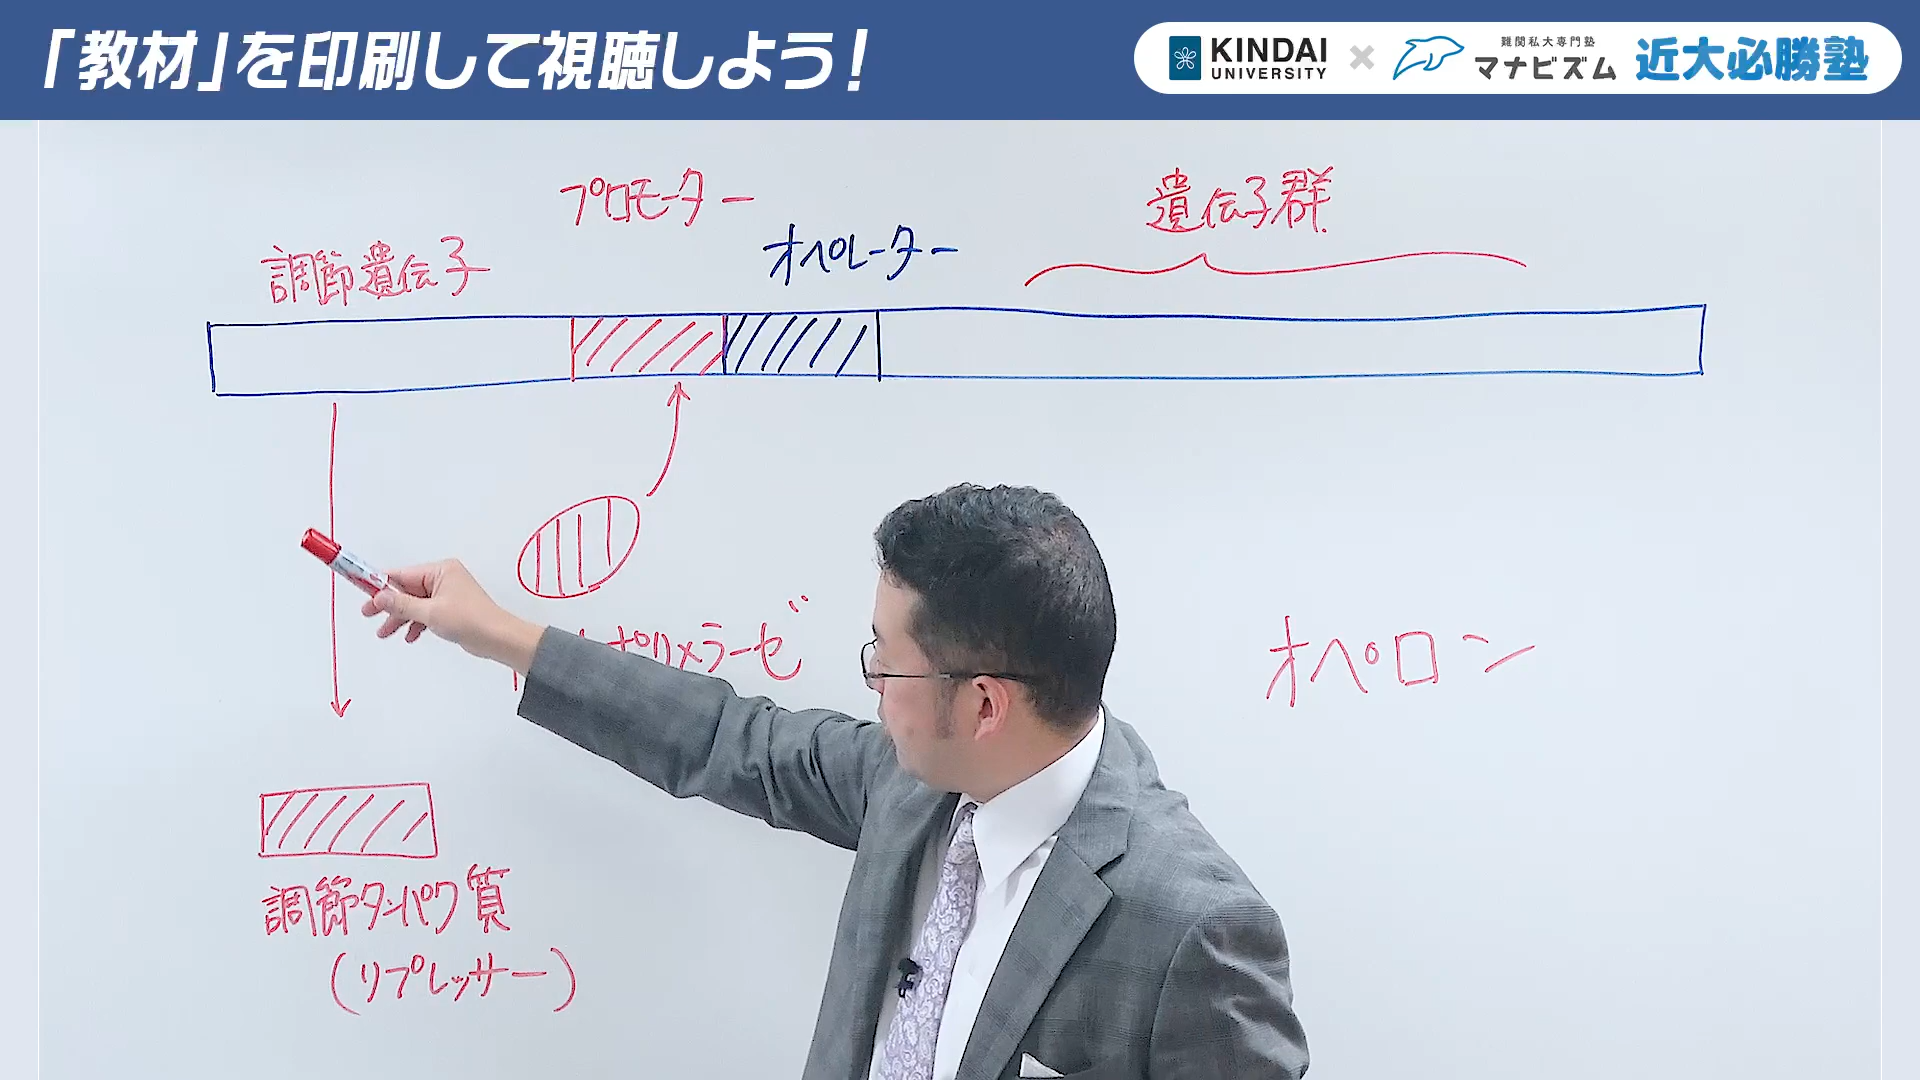 「教材」を印刷して視聴しよう!
KINDAI UNIVERSITY × 難関私大専門塾 マナビズム 近大必勝塾
プロモーター
遺伝子群
オペレーター
調節遺伝子
ポリメラーゼ
オペロン
調節タンパク質
(リプレッサー)